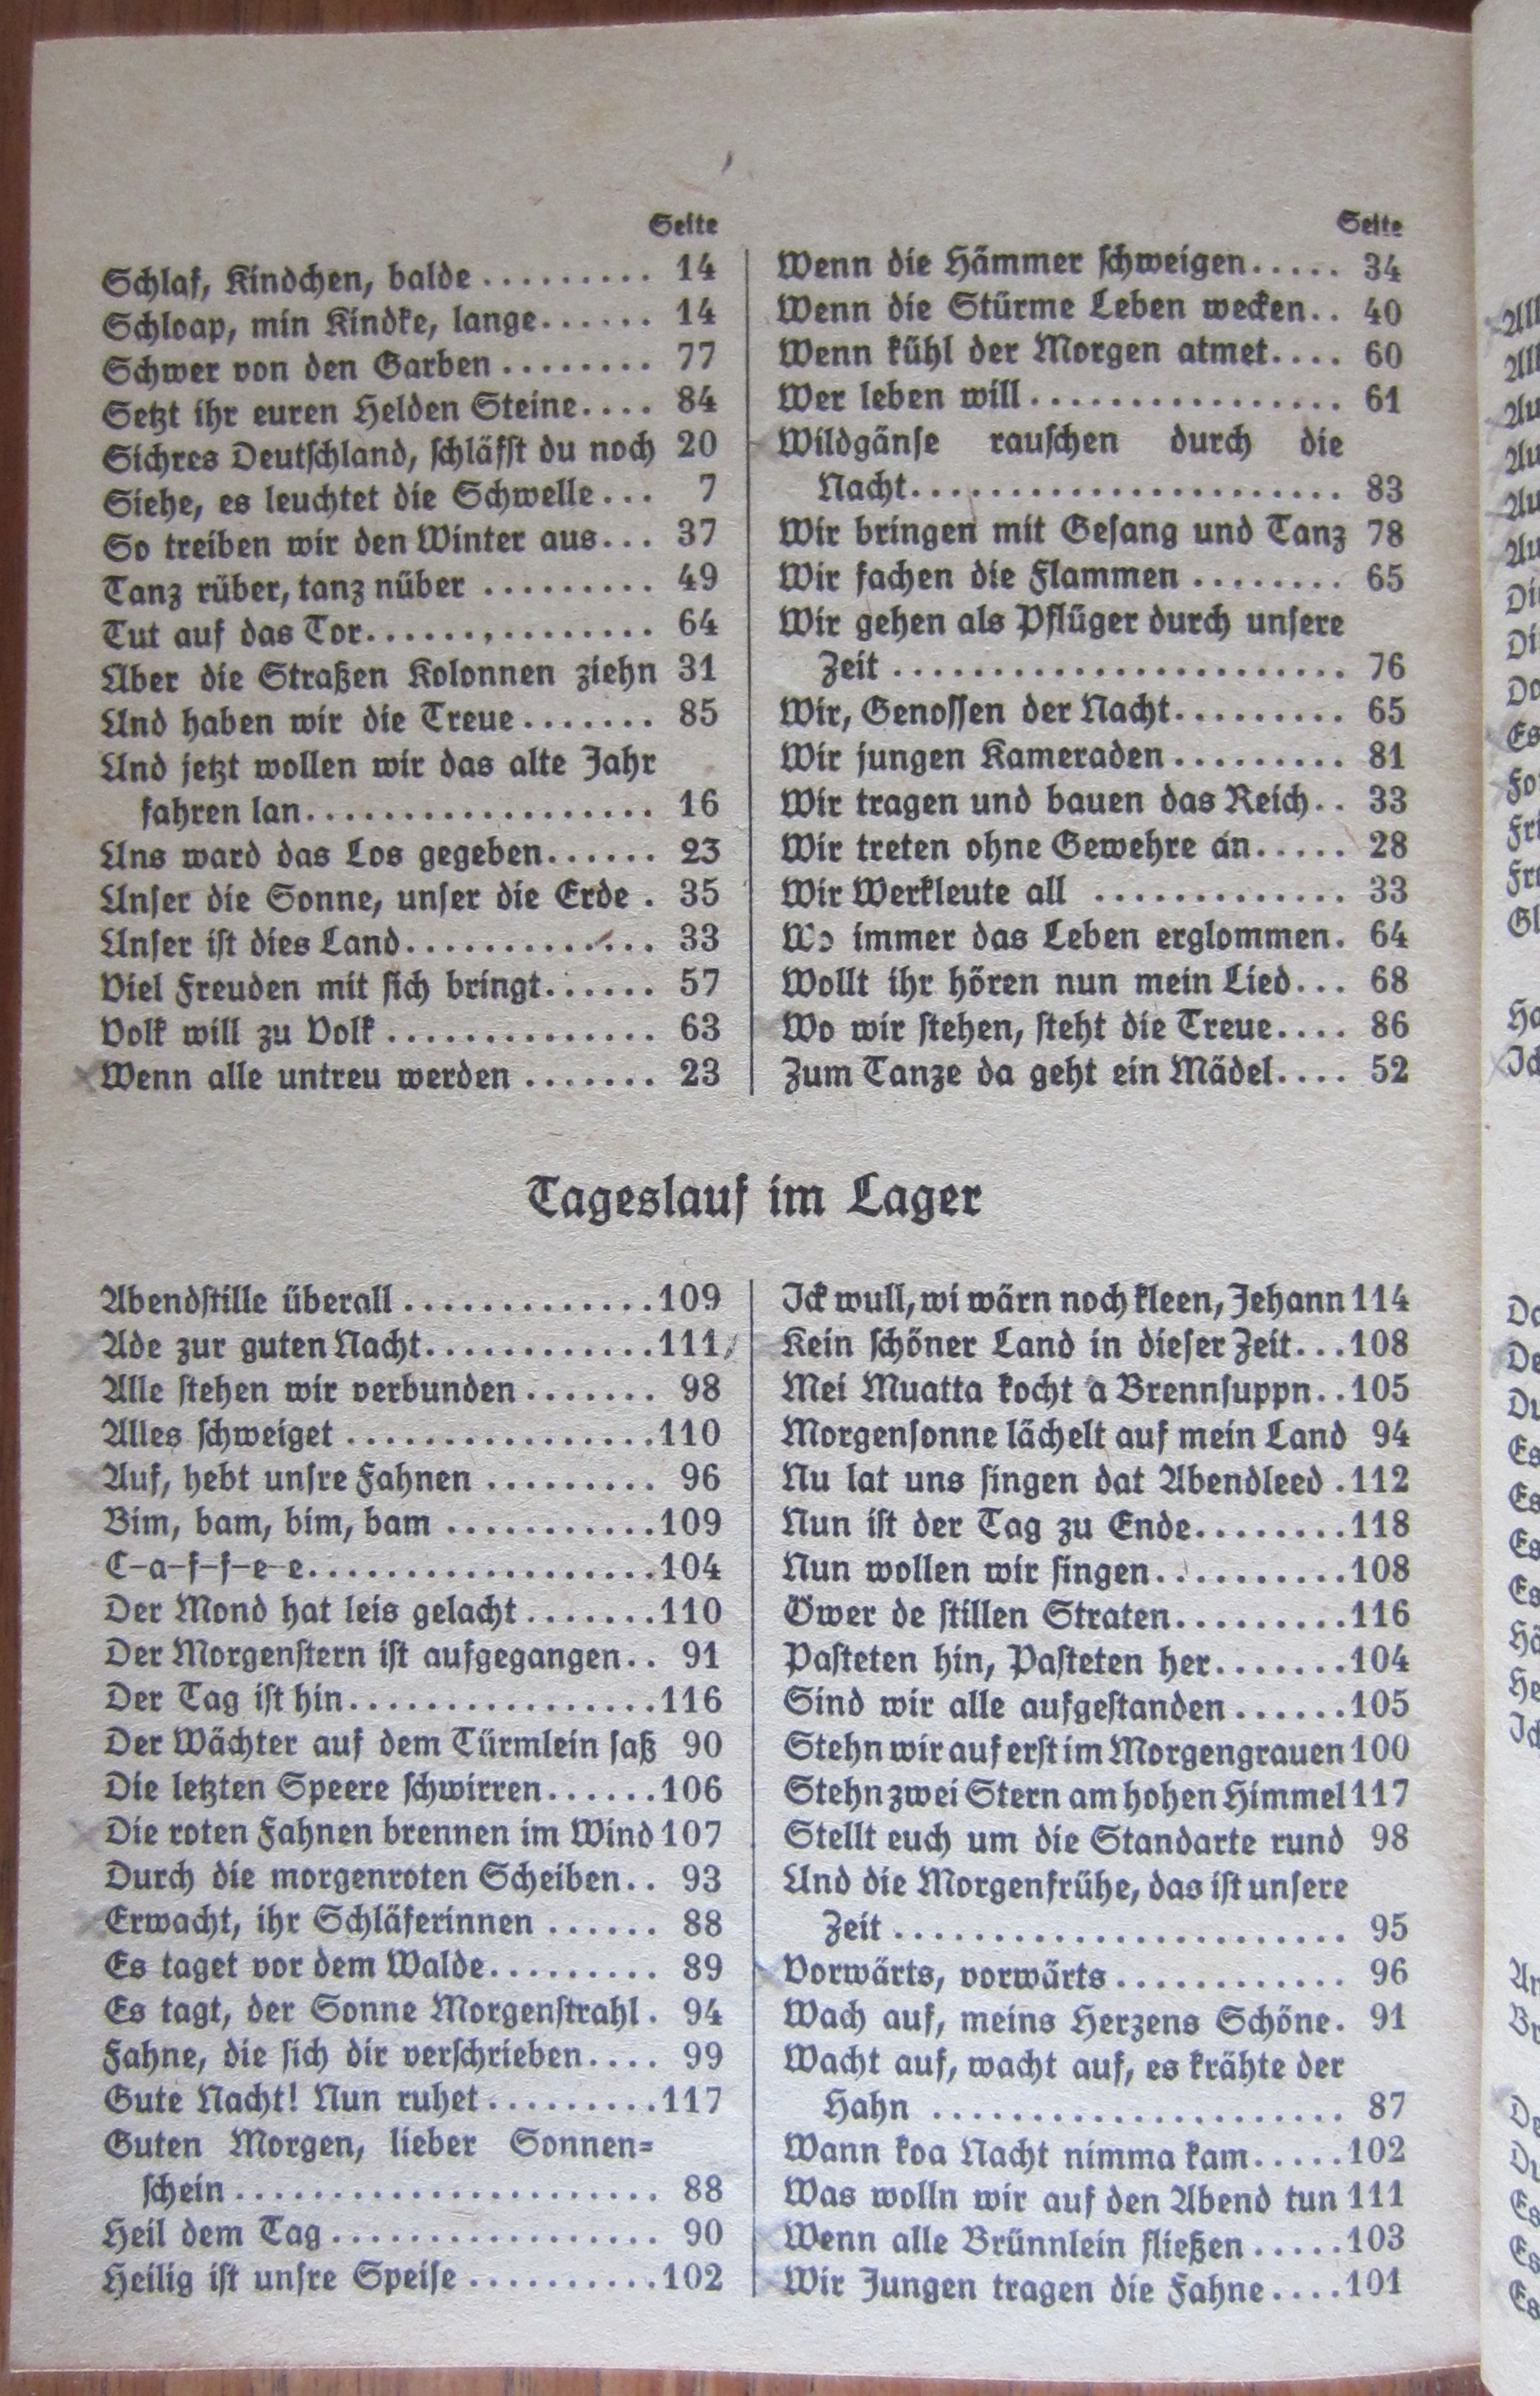 Seite
Schlaf, Kindchen, balde ......... 14
Schloap, min Kindke, lange...... 14
Schwer von den Garben ........ 77
Setzt ihr euren Helden Steine.... 84
Sichres Deutschland, schläfst du noch 20
Siehe, es leuchtet die Schwelle... 7
So treiben wir den Winter aus... 37
Tanz rüber, tanz nüber ......... 49
Tut auf das Tor............... 64
Über die Straßen Kolonnen ziehn 31
Und haben wir die Treue....... 85
Und jetzt wollen wir das alte Jahr
fahren lan.................. 16
Uns ward das Los gegeben...... 23
Unser die Sonne, unser die Erde . 35
Unser ist dies Land............. 33
Viel Freuden mit sich bringt...... 57
Volk will zu Volk .............. 63
Wenn alle untreu werden ....... 23
Seite
Wenn die Hämmer schweigen..... 34
Wenn die Stürme Leben wecken.. 40
Wenn kühl der Morgen atmet.... 60
Wer leben will................ 61
Wildgänse rauschen durch die
Nacht...................... 83
Wir bringen mit Gesang und Tanz 78
Wir fachen die Flammen ........ 65
Wir gehen als Pflüger durch unsere
Zeit ....................... 76
Wir, Genossen der Nacht......... 65
Wir jungen Kameraden......... 81
Wir tragen und bauen das Reich.. 33
Wir treten ohne Gewehre an..... 28
Wir Werkleute all ............. 33
Wo immer das Leben erglommen. 64
Wollt ihr hören nun mein Lied... 68
Wo wir stehen, steht die Treue.... 86
Zum Tanze da geht ein Mädel.... 52
Tageslauf im Lager
Abendstille überall .............109
Ade zur guten Nacht............111
Alle stehen wir verbunden ....... 98
Alles schweiget ................110
Auf, hebt unsre Fahnen ......... 96
Bim, bam, bim, bam ...........109
C-a-f-f-e-e..................104
Der Mond hat leis gelacht .......110
Der Morgenstern ist aufgegangen.. 91
Der Tag ist hin................116
Der Wächter auf dem Türmlein saß 90
Die letzten Speere schwirren......106
Die roten Fahnen brennen im Wind 107
Durch die morgenroten Scheiben.. 93
Erwacht, ihr Schläferinnen ...... 88
Es taget vor dem Walde......... 89
Es tagt, der Sonne Morgenstrahl. 94
Fahne, die sich dir verschrieben.... 99
Gute Nacht! Nun ruhet.........117
Guten Morgen, lieber Sonnen=
schein...................... 88
Heil dem Tag................. 90
Heilig ist unsre Speise ..........102
Ick wull, wi wärn noch kleen, Jehann 114
Kein schöner Land in dieser Zeit...108
Mei Muatta kocht a Brennsuppn..105
Morgensonne lächelt auf mein Land 94
Nu lat uns singen dat Abendleed .112
Nun ist der Tag zu Ende........118
Nun wollen wir singen..........108
Öwer de stillen Straten.........116
Pasteten hin, Pasteten her.......104
Sind wir alle aufgestanden ......105
Stehn wir auf erst im Morgengrauen 100
Stehn zwei Stern am hohen Himmel 117
Stellt euch um die Standarte rund 98
Und die Morgenfrühe, das ist unsere
Zeit ....................... 95
Vorwärts, vorwärts............ 96
Wach auf, meins Herzens Schöne. 91
Wacht auf, wacht auf, es krähte der
Hahn ..................... 87
Wann koa Nacht nimma kam.....102
Was wolln wir auf den Abend tun 111
Wenn alle Brünnlein fließen .....103
Wir Jungen tragen die Fahne....101